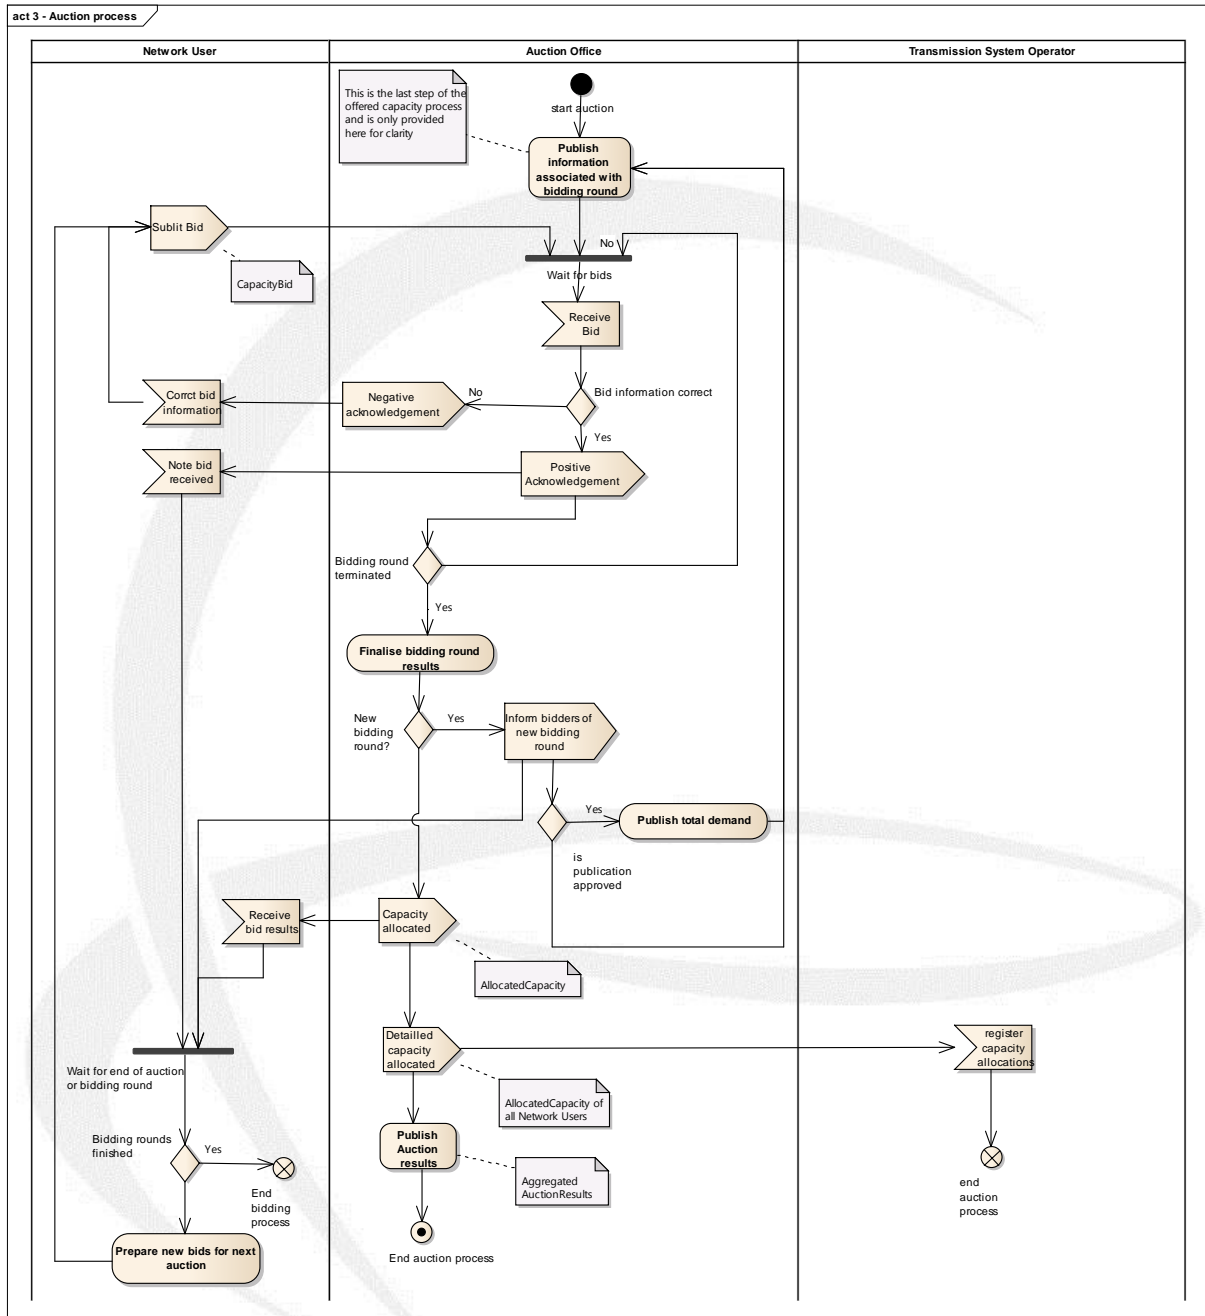 act 3 - Auction process
Network User
Auction Office
Transmission System Operator
This is the last step of the
offered capacity process
and is only provided
here for clarity
start auction
Publish
information
associated with
bidding round
Sublit Bid
No
CapacityBid
Wait for bids
Receive
Bid
Bid information correct
No
Negative
acknowledgement
Corrct bid
information
Yes
Note bid
received
Positive
Acknowledgement
Bidding round
terminated
Yes
Finalise bidding round
results
New
bidding
round?
Yes
Inform bidders of
new bidding
round
Yes
Publish total demand
is
publication
approved
Receive
bid results
Capacity
allocated
AllocatedCapacity
Detailled
capacity
allocated
register
capacity
allocations
Wait for end of auction
or bidding round
AllocatedCapacity of
all Network Users
Bidding rounds
finished
Yes
Publish
Auction
results
End
bidding
process
Aggregated
AuctionResults
end
auction
process
Prepare new bids for next
auction
End auction process